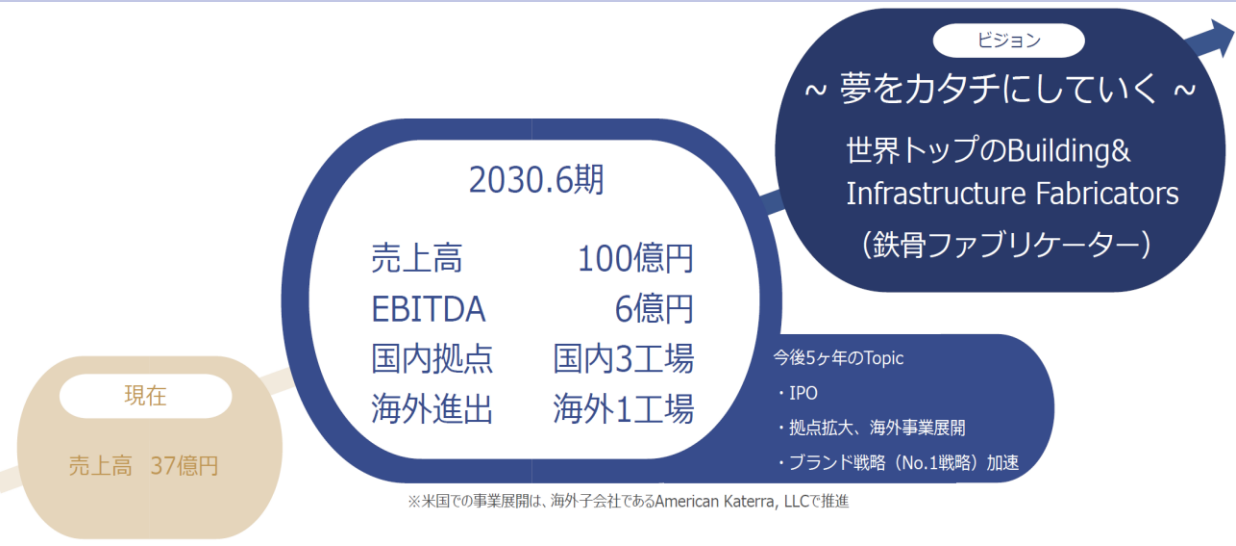 現在
売上高 37億円
2030.6期
売上高 100億円
EBITDA 6億円
国内拠点 国内3工場
海外進出 海外1工場
ビジョン
~ 夢をカタチにしていく ~
世界トップのBuilding&
Infrastructure Fabricators
（鉄骨ファブリケーター）
今後5ヶ年のTopic
・IPO
・拠点拡大、海外事業展開
・ブランド戦略（No.1戦略）加速
※米国での事業展開は、海外子会社であるAmerican Katerra, LLCで推進